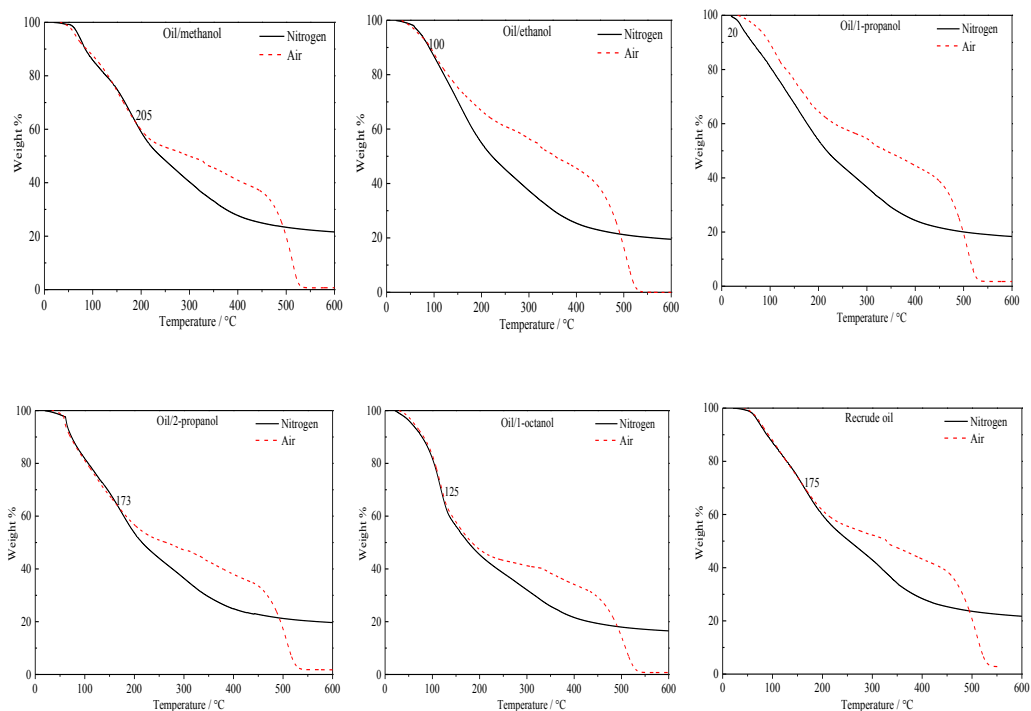 Oil/methanol
Nitrogen
Air
205
Weight %
100
80
60
40
20
0
0 100 200 300 400 500 600
Temperature / °C
Oil/ethanol
Nitrogen
Air
100
Weight %
100
80
60
40
20
0
0 100 200 300 400 500 600
Temperature / °C
Oil/1-propanol
Nitrogen
Air
20
Weight %
100
80
60
40
20
0
0 100 200 300 400 500 600
Temperature / °C
Oil/2-propanol
Nitrogen
Air
173
Weight %
100
80
60
40
20
0
0 100 200 300 400 500 600
Temperature / °C
Oil/1-octanol
Nitrogen
Air
125
Weight %
100
80
60
40
20
0
0 100 200 300 400 500 600
Temperature / °C
Recrude oil
Nitrogen
Air
175
Weight %
100
80
60
40
20
0
0 100 200 300 400 500 600
Temperature / °C